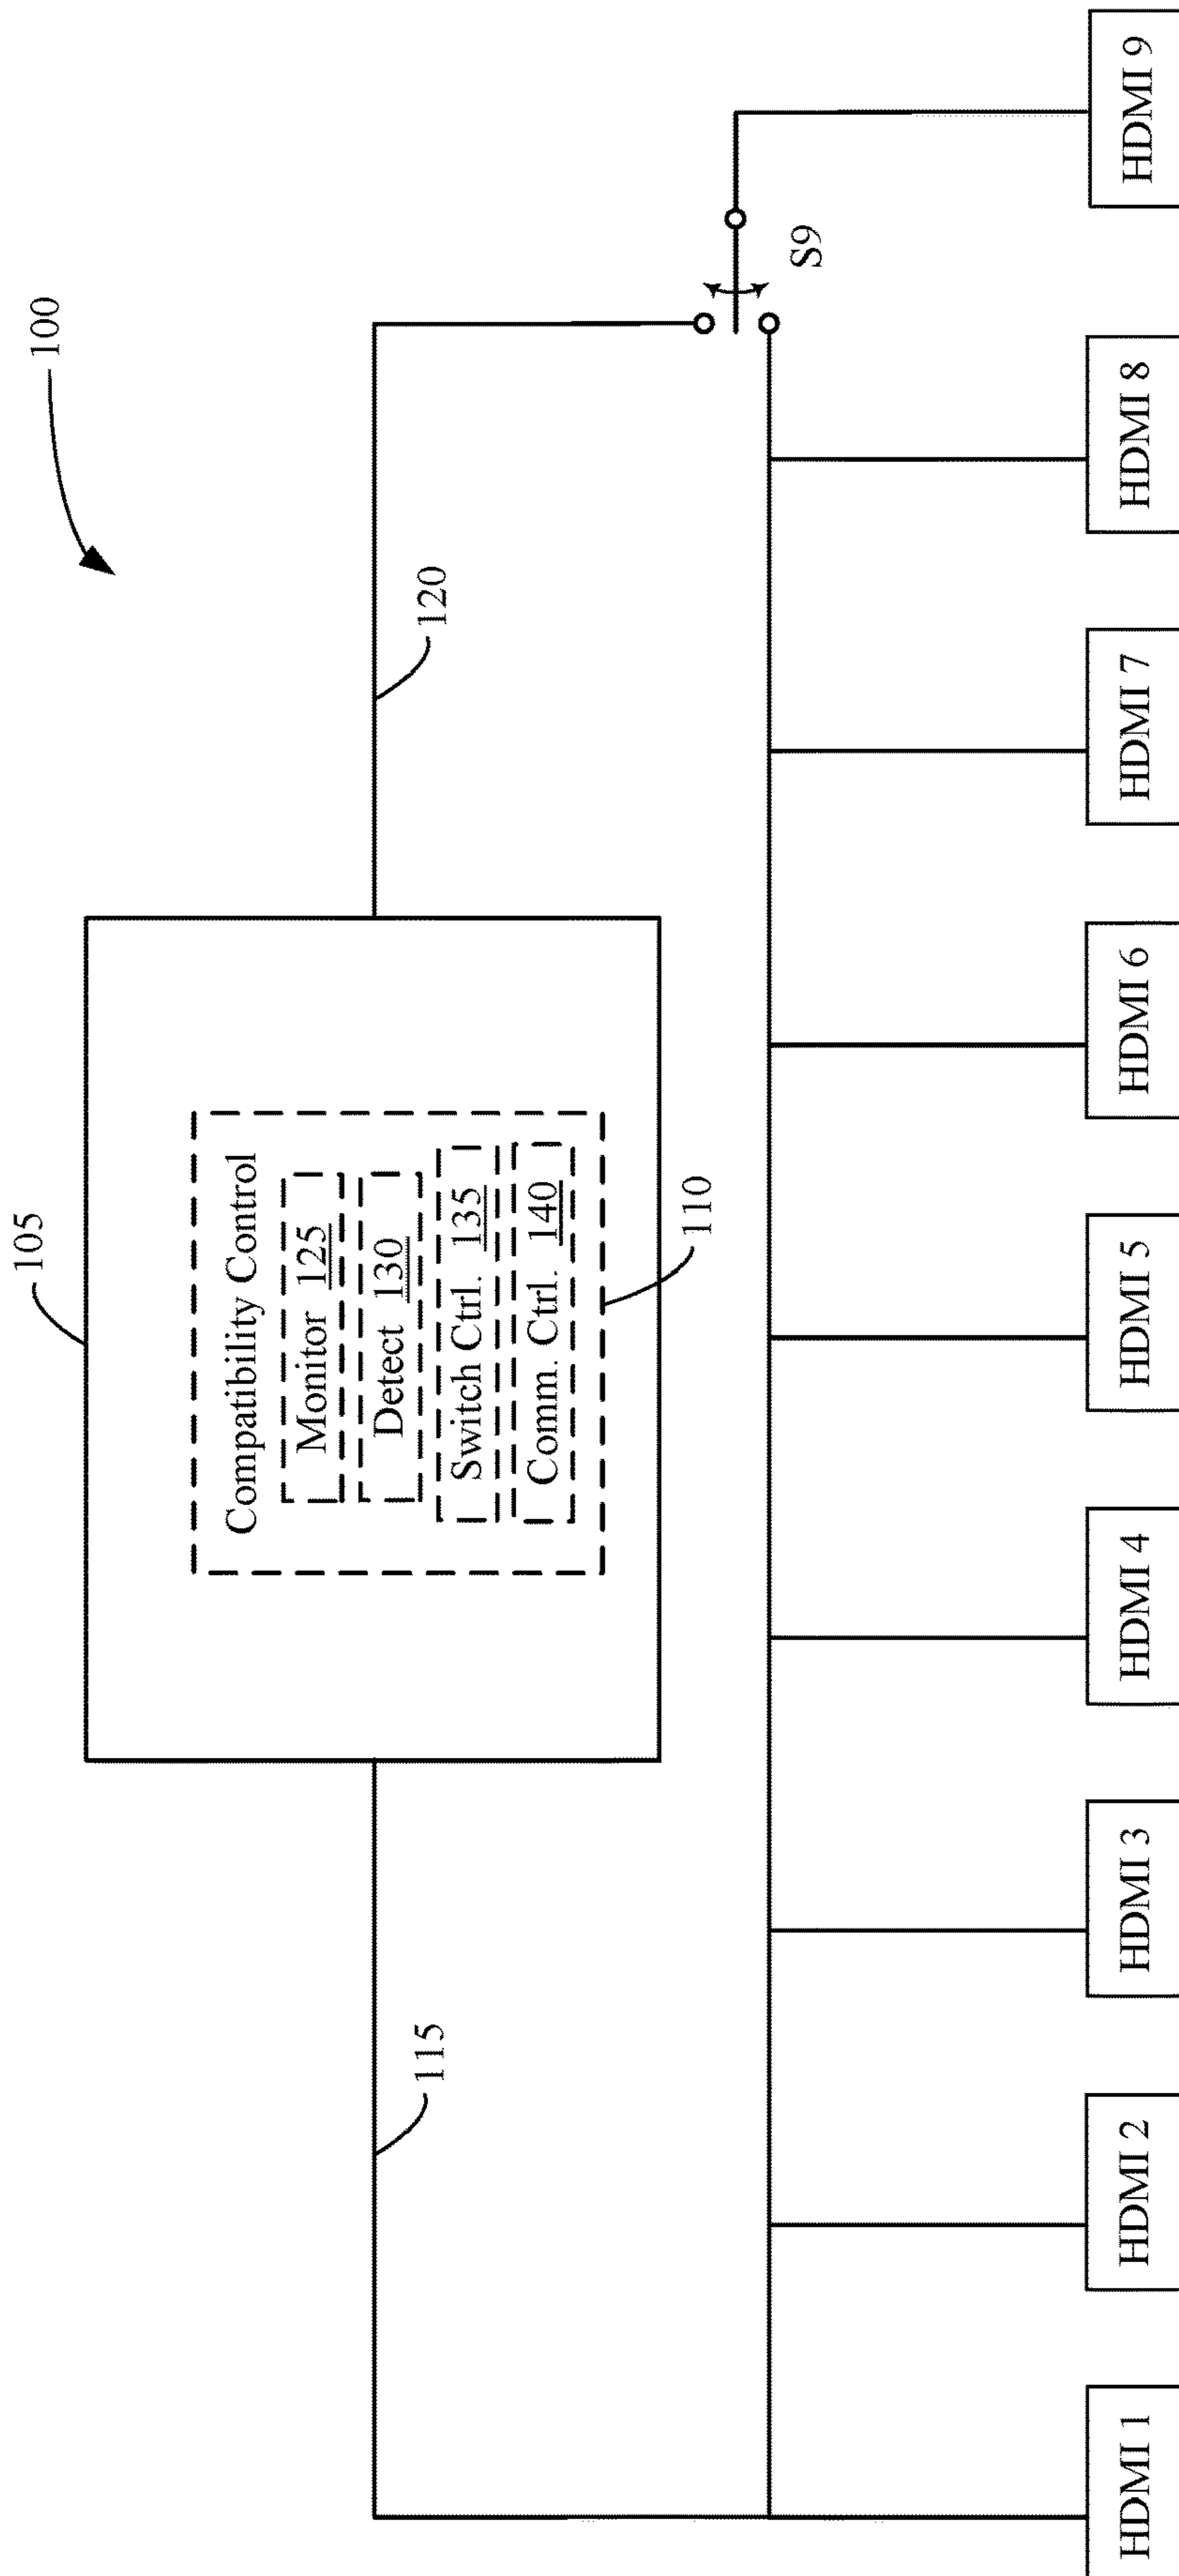 100
105
Compatibility Control
Monitor 125
Detect 130
Switch Ctrl. 135
Comm. Ctrl. 140
110
115
120
S9
HDMI 1
HDMI 2
HDMI 3
HDMI 4
HDMI 5
HDMI 6
HDMI 7
HDMI 8
HDMI 9